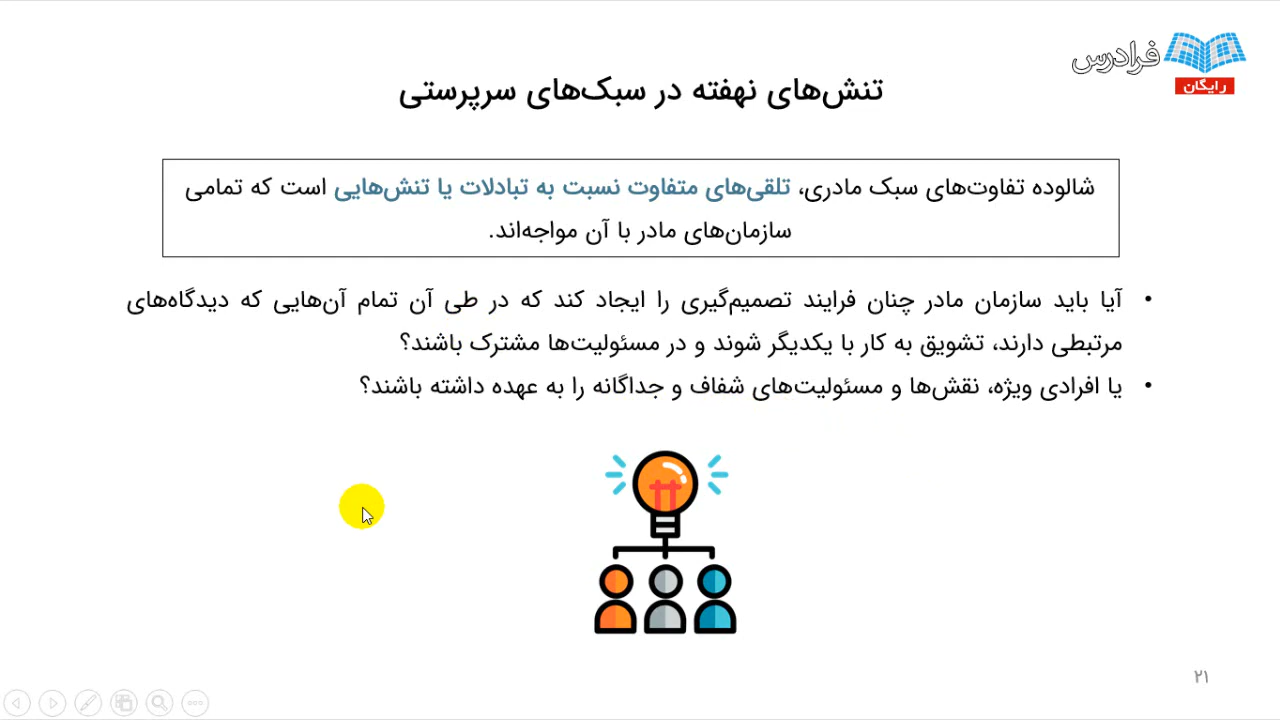 فرادرس
رایگان
تنش‌های نهفته در سبک‌های سرپرستی
شالوده تفاوت‌های سبک مادری، تلقی‌های متفاوت نسبت به تبادلات یا تنش‌هایی است که تمامی
سازمان‌های مادر با آن مواجه‌اند.
• آیا باید سازمان مادر چنان فرایند تصمیم‌گیری را ایجاد کند که در طی آن تمام آن‌هایی که دیدگاه‌های
مرتبطی دارند، تشویق به کار با یکدیگر شوند و در مسئولیت‌ها مشترک باشند؟
• یا افرادی ویژه، نقش‌ها و مسئولیت‌های شفاف و جداگانه را به عهده داشته باشند؟
۲۱